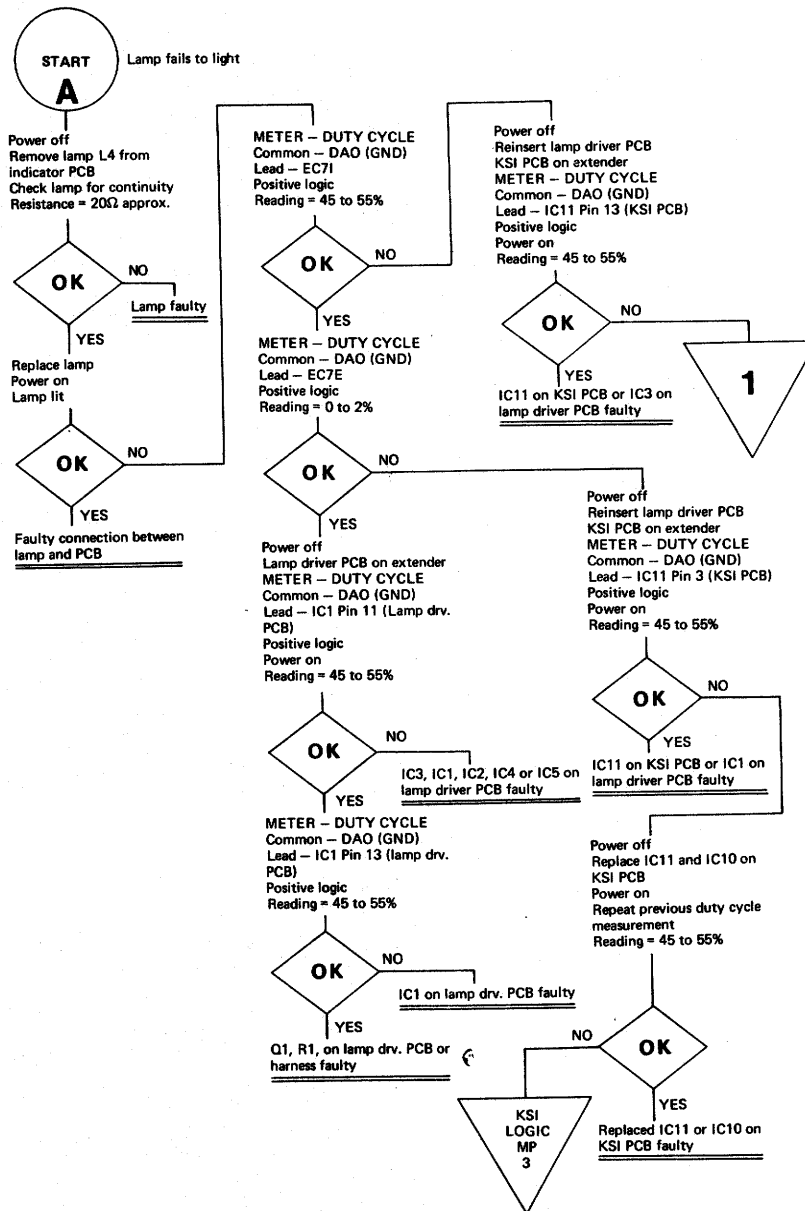 START
A
Lamp fails to light
Power off
Remove lamp L4 from
indicator PCB
Check lamp for continuity
Resistance = 20Ω approx.
OK
NO
Lamp faulty
YES
Replace lamp
Power on
Lamp lit
OK
NO
YES
Faulty connection between
lamp and PCB
METER – DUTY CYCLE
Common – DAO (GND)
Lead – EC7I
Positive logic
Reading = 45 to 55%
OK
NO
YES
METER – DUTY CYCLE
Common – DAO (GND)
Lead – EC7E
Positive logic
Reading = 0 to 2%
OK
NO
YES
Power off
Lamp driver PCB on extender
METER – DUTY CYCLE
Common – DAO (GND)
Lead – IC1 Pin 11 (Lamp drv.
PCB)
Positive logic
Power on
Reading = 45 to 55%
OK
NO
IC3, IC1, IC2, IC4 or IC5 on
lamp driver PCB faulty
YES
METER – DUTY CYCLE
Common – DAO (GND)
Lead – IC1 Pin 13 (lamp drv.
PCB)
Positive logic
Reading = 45 to 55%
OK
NO
IC1 on lamp drv. PCB faulty
YES
Q1, R1, on lamp drv. PCB or
harness faulty
Power off
Reinsert lamp driver PCB
KSI PCB on extender
METER – DUTY CYCLE
Common – DAO (GND)
Lead – IC11 Pin 13 (KSI PCB)
Positive logic
Power on
Reading = 45 to 55%
OK
NO
1
YES
IC11 on KSI PCB or IC3 on
lamp driver PCB faulty
Power off
Reinsert lamp driver PCB
KSI PCB on extender
METER – DUTY CYCLE
Common – DAO (GND)
Lead – IC11 Pin 3 (KSI PCB)
Positive logic
Power on
Reading = 45 to 55%
OK
NO
YES
IC11 on KSI PCB or IC1 on
lamp driver PCB faulty
Power off
Replace IC11 and IC10 on
KSI PCB
Power on
Repeat previous duty cycle
measurement
Reading = 45 to 55%
NO
OK
YES
KSI
LOGIC
MP
3
Replaced IC11 or IC10 on
KSI PCB faulty